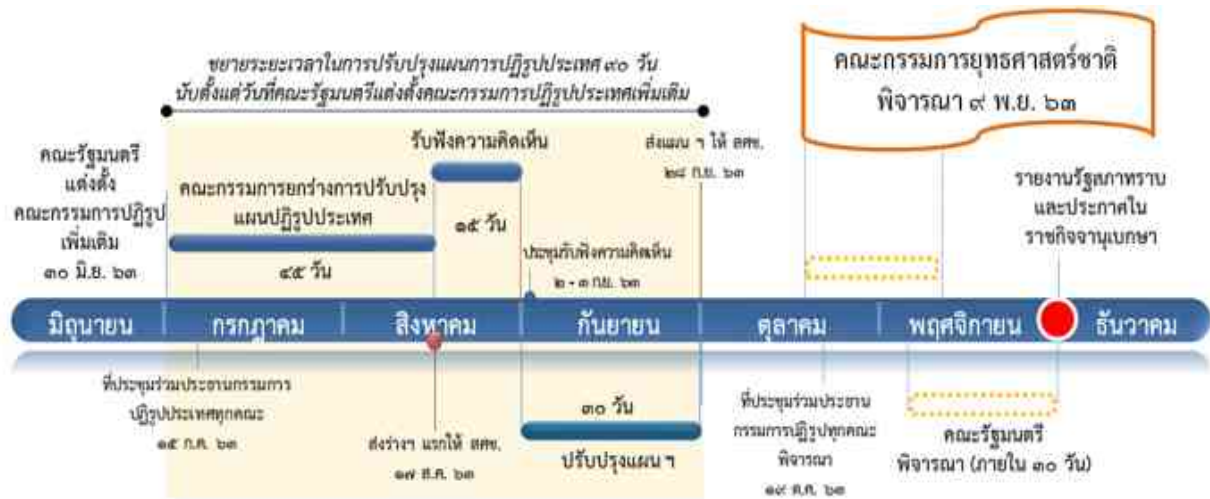 ขยายระยะเวลาในการปรับปรุงแผนการปฏิรูปประเทศ ๙๐ วัน
นับตั้งแต่วันที่คณะรัฐมนตรีแต่งตั้งคณะกรรมการปฏิรูปประเทศเพิ่มเติม
คณะกรรมการยุทธศาสตร์ชาติ
พิจารณา ๙ พ.ย. ๖๓
คณะรัฐมนตรี
แต่งตั้ง
คณะกรรมการปฏิรูป
เพิ่มเติม
๓๐ มิ.ย. ๖๓
คณะกรรมการยกร่างการปรับปรุง
แผนปฏิรูปประเทศ
๔๕ วัน
รับฟังความคิดเห็น
๑๕ วัน
ประชุมรับฟังความคิดเห็น
๒ - ๓ ก.ย. ๖๓
ส่งแผน ฯ ให้ สศช.
๒๘ ก.ย. ๖๓
รายงานรัฐสภาทราบ
และประกาศใน
ราชกิจจานุเบกษา
มิถุนายน
กรกฎาคม
สิงหาคม
กันยายน
ตุลาคม
พฤศจิกายน
ธันวาคม
ที่ประชุมร่วมประธานกรรมการ
ปฏิรูปประเทศทุกคณะ
๑๕ ก.ค. ๖๓
ส่งร่างฯ แรกให้ สศช.
๑๗ ส.ค. ๖๓
๓๐ วัน
ปรับปรุงแผน ฯ
ที่ประชุมร่วมประธาน
กรรมการปฏิรูปทุกคณะ
พิจารณา
๑๙ ต.ค. ๖๓
คณะรัฐมนตรี
พิจารณา (ภายใน ๓๐ วัน)